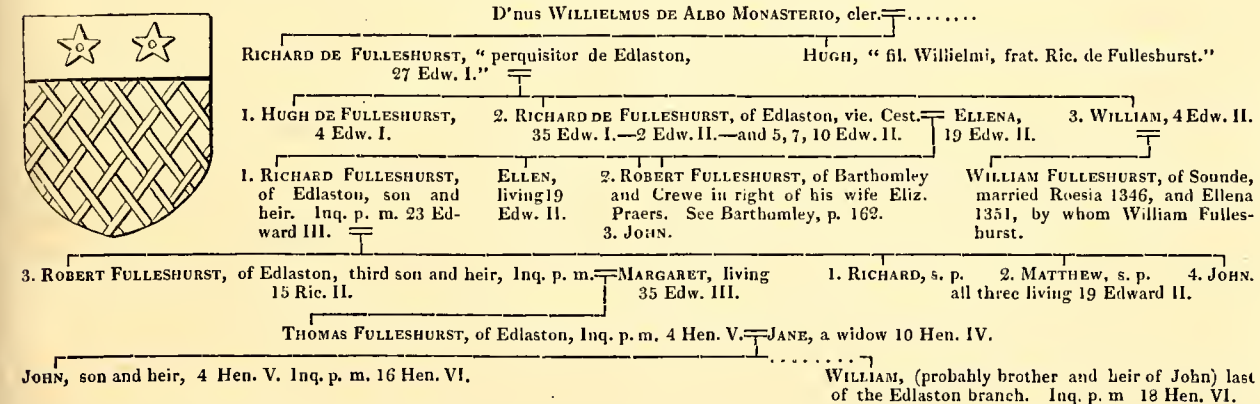 D'nus WILLIELMUS DE ALBO MONASTERIO, cler.........
RICHARD DE FULLESHURST, “ perquisitor de Edlaston,
27 Edw. I.”
HUGH, “ fil. Willielmi, frat. Ric. de Fulleshurst.”
1. HUGH DE FULLESHURST,
4 Edw. I.
2. RICHARD DE FULLESHURST, of Edlaston, vic. Cest.
35 Edw. I.—2 Edw. II.—and 5, 7, 10 Edw. II.
ELLENA,
19 Edw. II.
3. WILLIAM, 4 Edw. II.
1. RICHARD FULLESHURST,
of Edlaston, son and
heir. Inq. p. m. 23 Ed-
ward III.
ELLEN,
living 19
Edw. II.
2. ROBERT FULLESHURST, of Barthomley
and Crewe in right of his wife Eliz.
Praers. See Barthomley, p. 162.
3. JOHN.
WILLIAM FULLESHURST, of Sounde,
married Roesia 1346, and Ellena
1351, by whom William Fulles-
hurst.
3. ROBERT FULLESHURST, of Edlaston, third son and heir, Inq. p. m.
15 Ric. II.
MARGARET, living
35 Edw. III.
1. RICHARD, s. p. 2. MATTHEW, s. p. 4. JOHN.
all three living 19 Edward II.
THOMAS FULLESHURST, of Edlaston, Inq. p. m. 4 Hen. V.
JANE, a widow 10 Hen. IV.
JOHN, son and heir, 4 Hen. V. Inq. p. m. 16 Hen. VI.
WILLIAM, (probably brother and heir of John) last
of the Edlaston branch. Inq. p. m 18 Hen. VI.